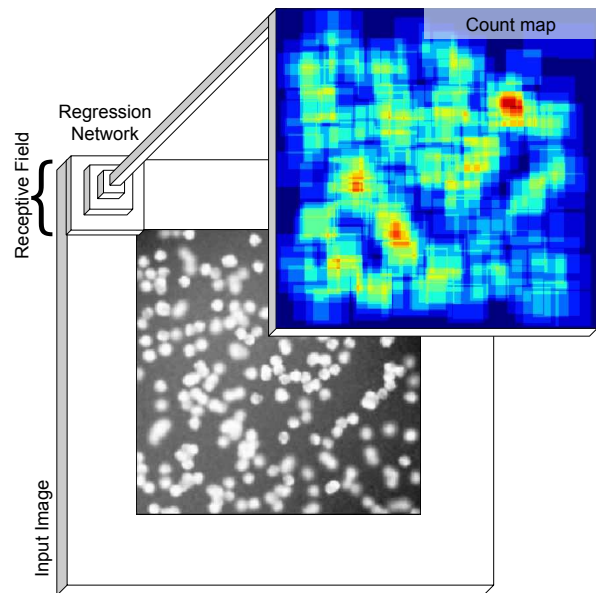 Count map
Regression
Network
Receptive Field
Input Image